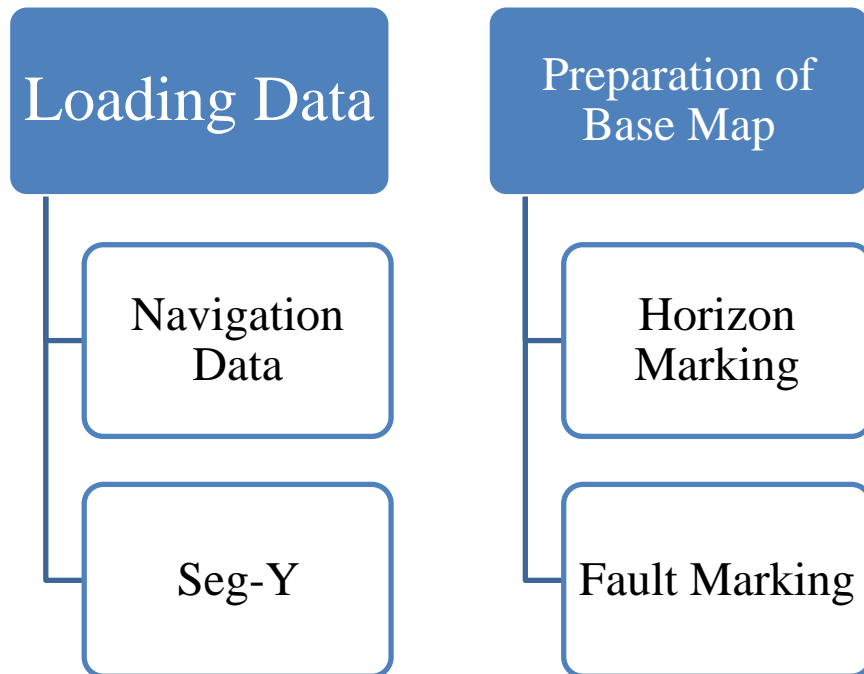 Loading Data
Navigation
Data
Seg-Y
Preparation of
Base Map
Horizon
Marking
Fault Marking